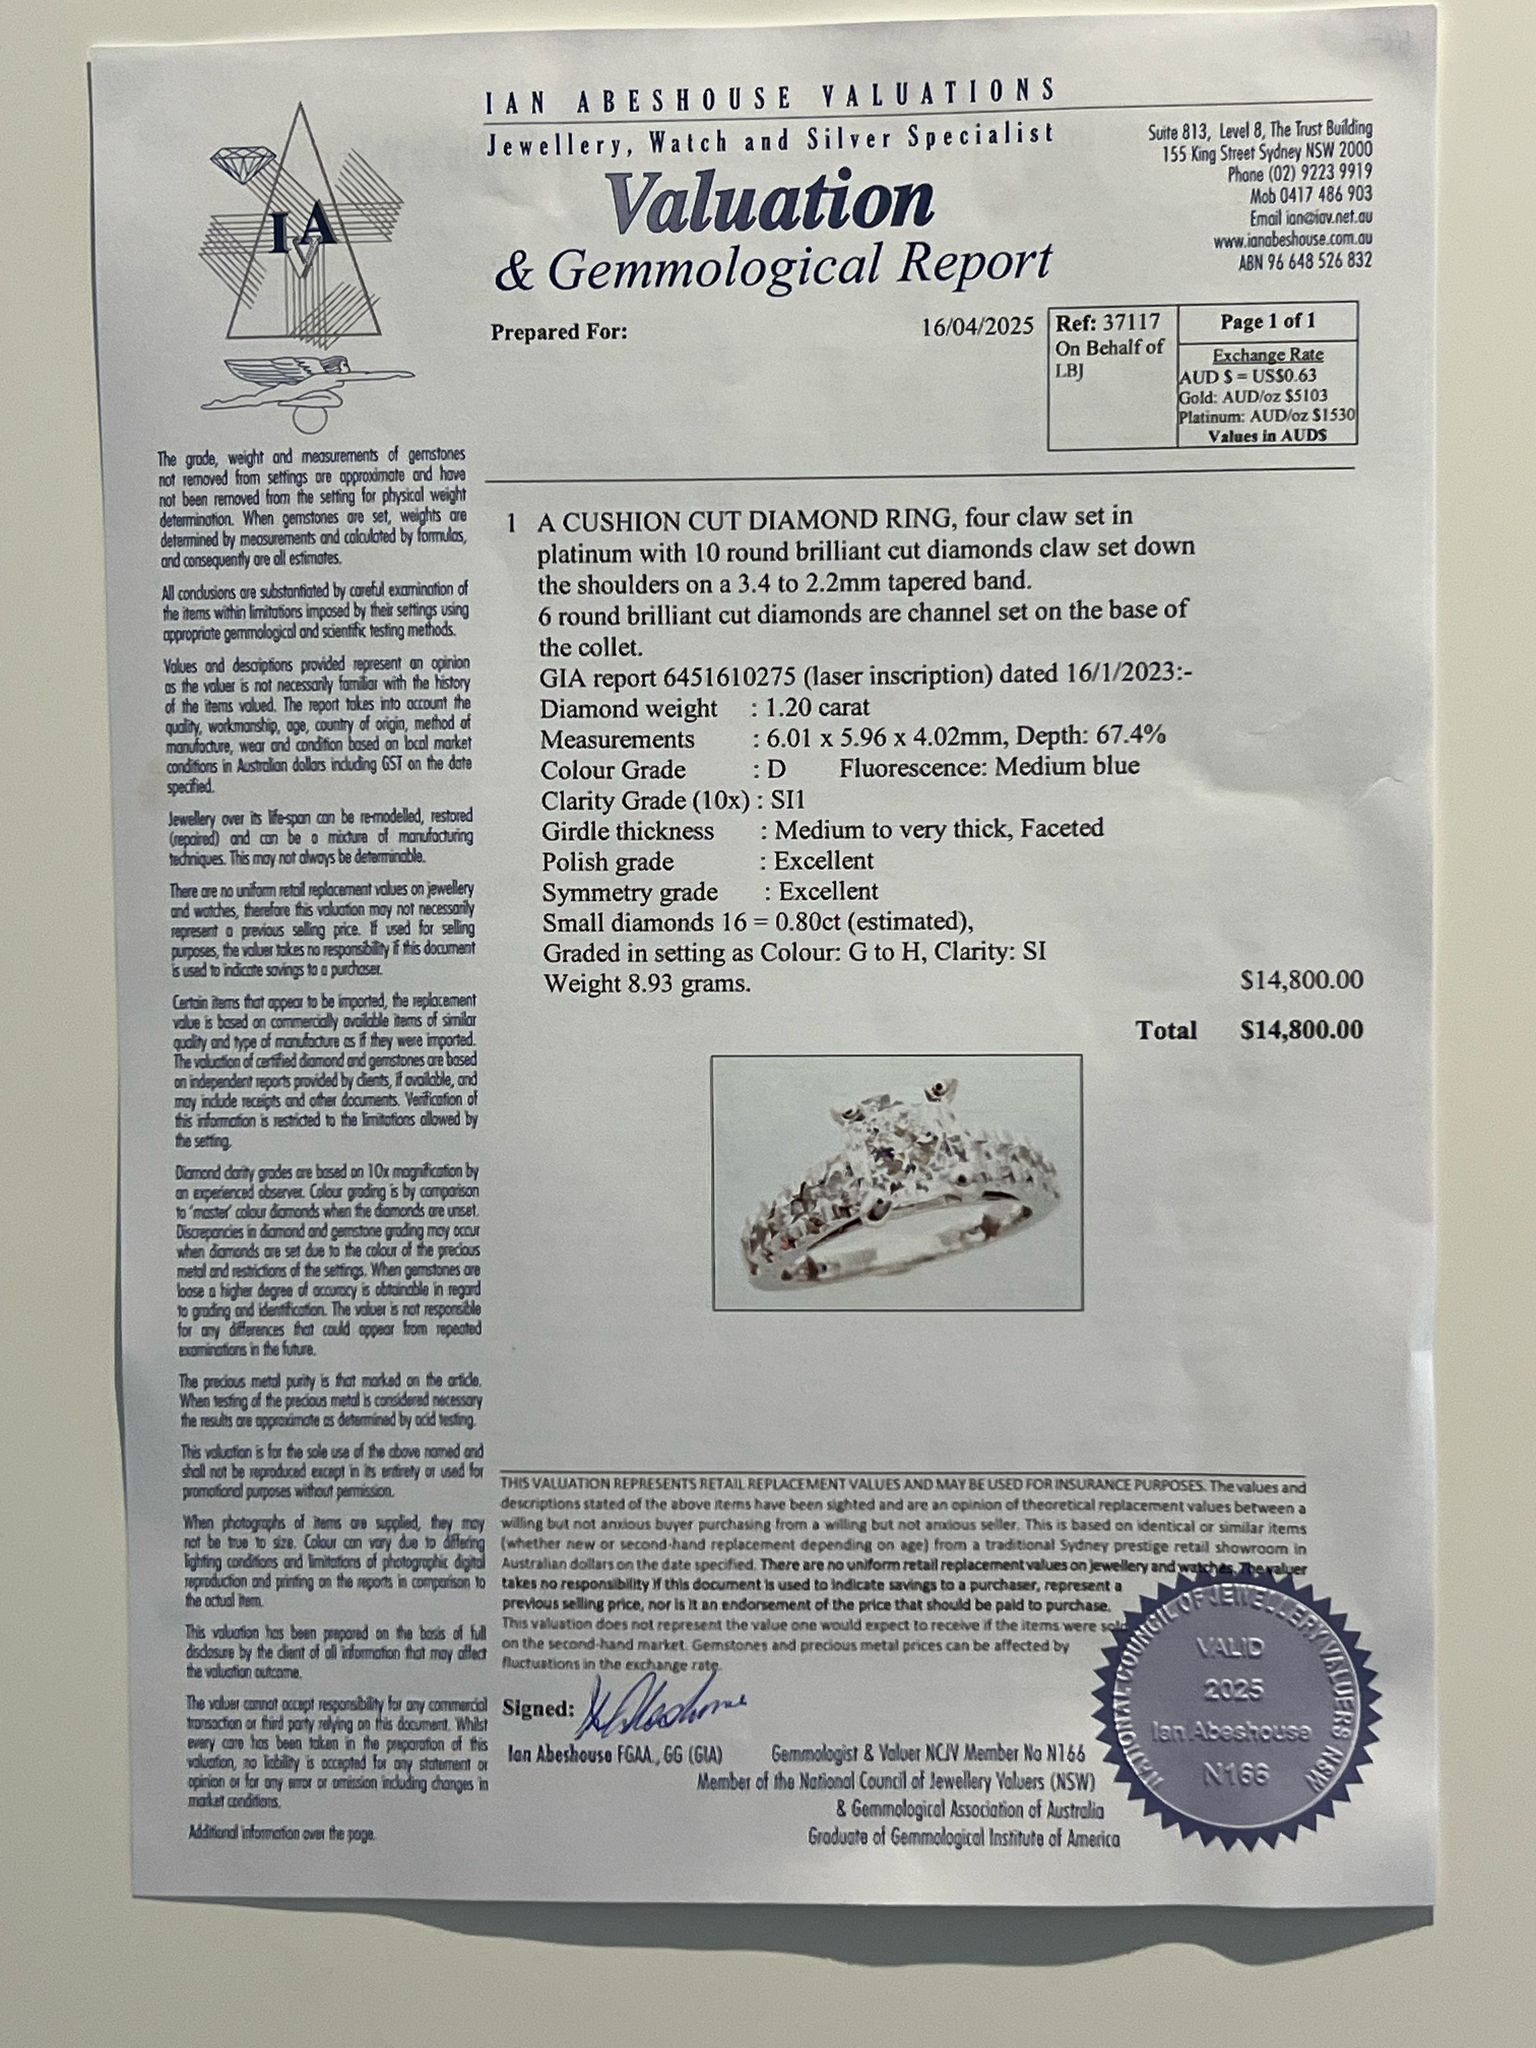 IAN ABESHOUSE VALUATIONS
Jewellery, Watch and Silver Specialist
Valuation
& Gemmological Report
Suite 813, Level 8, The Trust Building
155 King Street Sydney NSW 2000
Phone (02) 9223 9919
Mob 0417 486 903
Email ian@iav.net.au
www.ianabeshouse.com.au
ABN 96 648 526 832
IAV
Prepared For:
16/04/2025
Ref: 37117
On Behalf of
LBJ
Page 1 of 1
Exchange Rate
AUD $ = US$0.63
Gold: AUD/oz $5103
Platinum: AUD/oz $1530
Values in AUD$
The grade, weight and measurements of gemstones
not removed from settings are approximate and have
not been removed from the setting for physical weight
determination. When gemstones are set, weights are
determined by measurements and calculated by formulas,
and consequently are all estimates.
All conclusions are substantiated by careful examination of
the items within limitations imposed by their settings using
appropriate gemmological and scientific testing methods.
Values and descriptions provided represent an opinion
as the valuer is not necessarily familiar with the history
of the items valued. The report takes into account the
quality, workmanship, age, country of origin, method of
manufacture, wear and condition based on local market
conditions in Australian dollars including GST on the date
specified.
Jewellery over its life-span can be re-modelled, restored
(repaired) and can be a mixture of manufacturing
techniques. This may not always be determinable.
There are no uniform retail replacement values on jewellery
and watches, therefore this valuation may not necessarily
represent a previous selling price. If used for selling
purposes, the valuer takes no responsibility if this document
is used to indicate savings to a purchaser.
Certain items that appear to be imported, the replacement
value is based on commercially available items of similar
quality and type of manufacture as if they were imported.
The valuation of certified diamond and gemstones are based
on independent reports provided by clients, if available, and
may include receipts and other documents. Verification of
this information is restricted to the limitations allowed by
the setting.
Diamond clarity grades are based on 10x magnification by
an experienced observer. Colour grading is by comparison
to 'master' colour diamonds when the diamonds are unset.
Discrepancies in diamond and gemstone grading may occur
when diamonds are set due to the colour of the precious
metal and restrictions of the settings. When gemstones are
loose a higher degree of accuracy is obtainable in regard
to grading and identification. The valuer is not responsible
for any differences that could appear from repeated
examinations in the future.
The precious metal purity is that marked on the article.
When testing of the precious metal is considered necessary
the results are approximate as determined by acid testing.
This valuation is for the sole use of the above named and
shall not be reproduced except in its entirety or used for
promotional purposes without permission.
When photographs of items are supplied, they may
not be true to size. Colour can vary due to differing
lighting conditions and limitations of photographic digital
reproduction and printing on the reports in comparison to
the actual item.
This valuation has been prepared on the basis of full
disclosure by the client of all information that may affect
the valuation outcome.
The valuer cannot accept responsibility for any commercial
transaction or third party relying on this document. Whilst
every care has been taken in the preparation of this
valuation, no liability is accepted for any statement or
opinion or for any error or omission including changes in
market conditions.
Additional information over the page.
1 A CUSHION CUT DIAMOND RING, four claw set in
platinum with 10 round brilliant cut diamonds claw set down
the shoulders on a 3.4 to 2.2mm tapered band.
6 round brilliant cut diamonds are channel set on the base of
the collet.
GIA report 6451610275 (laser inscription) dated 16/1/2023:-
Diamond weight : 1.20 carat
Measurements : 6.01 x 5.96 x 4.02mm, Depth: 67.4%
Colour Grade : D Fluorescence: Medium blue
Clarity Grade (10x) : SI1
Girdle thickness : Medium to very thick, Faceted
Polish grade : Excellent
Symmetry grade : Excellent
Small diamonds 16 = 0.80ct (estimated),
Graded in setting as Colour: G to H, Clarity: SI
Weight 8.93 grams. $14,800.00
Total $14,800.00
THIS VALUATION REPRESENTS RETAIL REPLACEMENT VALUES AND MAY BE USED FOR INSURANCE PURPOSES. The values and
descriptions stated of the above items have been sighted and are an opinion of theoretical replacement values between a
willing but not anxious buyer purchasing from a willing but not anxious seller. This is based on identical or similar items
(whether new or second-hand replacement depending on age) from a traditional Sydney prestige retail showroom in
Australian dollars on the date specified. There are no uniform retail replacement values on jewellery and watches. The valuer
takes no responsibility if this document is used to indicate savings to a purchaser, represent a
previous selling price, nor is it an endorsement of the price that should be paid to purchase.
This valuation does not represent the value one would expect to receive if the items were sold
on the second-hand market. Gemstones and precious metal prices can be affected by
fluctuations in the exchange rate.
Signed:
Ian Abeshouse FGAA., GG (GIA) Gemmologist & Valuer NCJV Member No N166
Member of the National Council of Jewellery Valuers (NSW)
& Gemmological Association of Australia
Graduate of Gemmological Institute of America
NATIONAL COUNCIL OF JEWELLERY VALUERS NSW
VALID
2025
Ian Abeshouse
N166